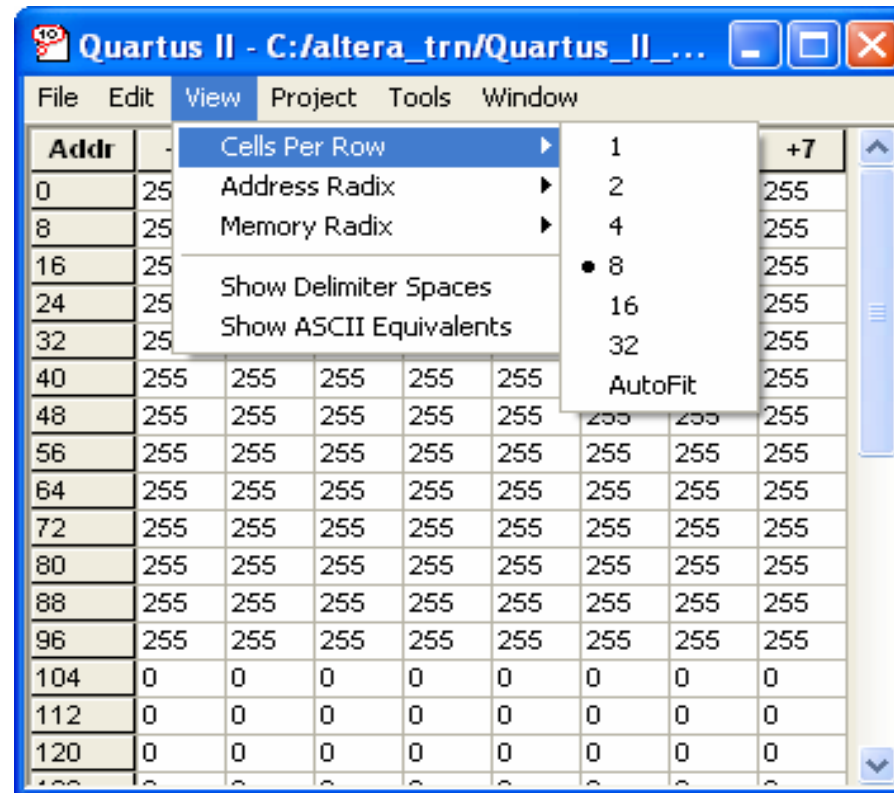 Quartus II - C:/altera_trn/Quartus_II_...
File Edit View Project Tools Window
Addr +7
Cells Per Row
Address Radix
Memory Radix
Show Delimiter Spaces
Show ASCII Equivalents
1
2
4
8
16
32
AutoFit
0 255
8 255
16 255
24 255
32 255
40 255 255 255 255 255 255
48 255 255 255 255 255 255 255 255
56 255 255 255 255 255 255 255 255
64 255 255 255 255 255 255 255 255
72 255 255 255 255 255 255 255 255
80 255 255 255 255 255 255 255 255
88 255 255 255 255 255 255 255 255
96 255 255 255 255 255 255 255 255
104 0 0 0 0 0 0 0 0
112 0 0 0 0 0 0 0 0
120 0 0 0 0 0 0 0 0